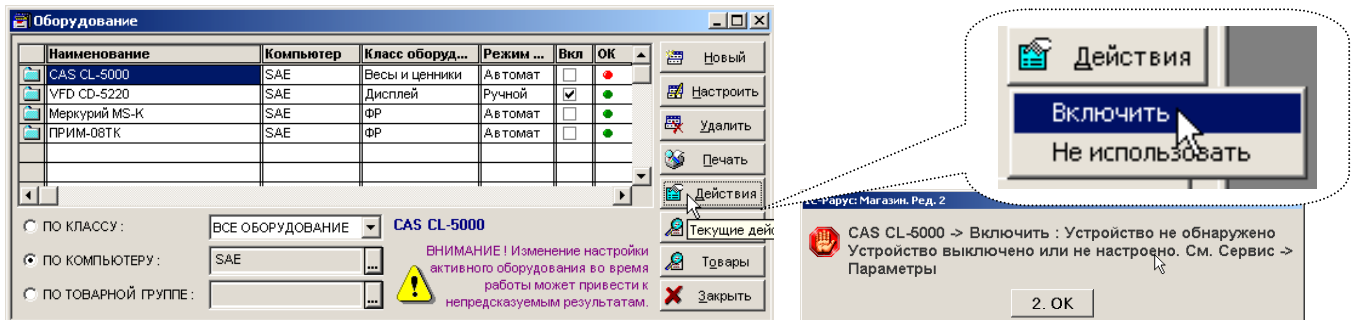 Оборудование
Наименование Компьютер Класс оборуд... Режим ... Вкл ОК
CAS CL-5000 SAE Весы и ценники Автомат
VFD CD-5220 SAE Дисплей Ручной
Меркурий MS-K SAE ФР Автомат
ПРИМ-08ТК SAE ФР Автомат
Новый
Настроить
Удалить
Печать
Действия
Текущие дейс
Товары
Закрыть
ПО КЛАССУ : ВСЕ ОБОРУДОВАНИЕ
ПО КОМПЬЮТЕРУ : SAE ...
ПО ТОВАРНОЙ ГРУППЕ : ...
CAS CL-5000
ВНИМАНИЕ ! Изменение настройки
активного оборудования во время
работы может привести к
непредсказуемым результатам.
Действия
Включить
Не использовать
1С-Рарус: Магазин. Ред. 2
CAS CL-5000 -> Включить : Устройство не обнаружено
Устройство выключено или не настроено. См. Сервис ->
Параметры
2. OK